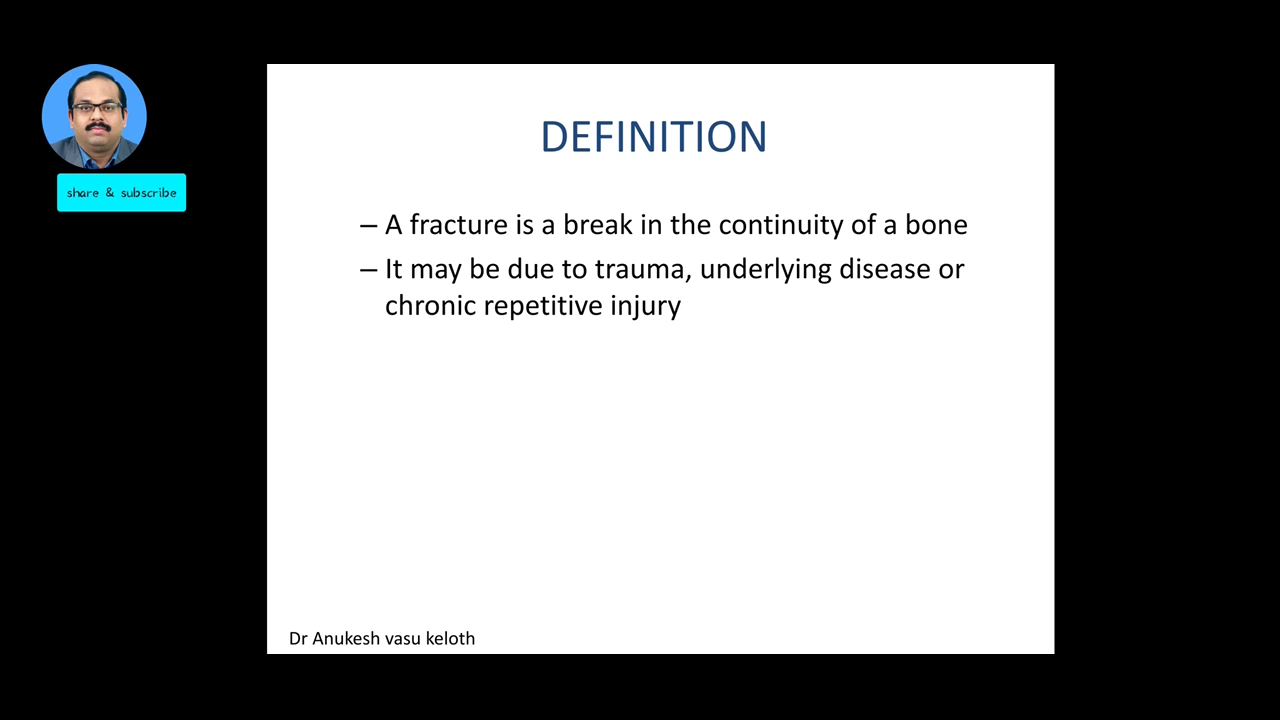 share & subscribe
DEFINITION
– A fracture is a break in the continuity of a bone
– It may be due to trauma, underlying disease or
chronic repetitive injury
Dr Anukesh vasu keloth